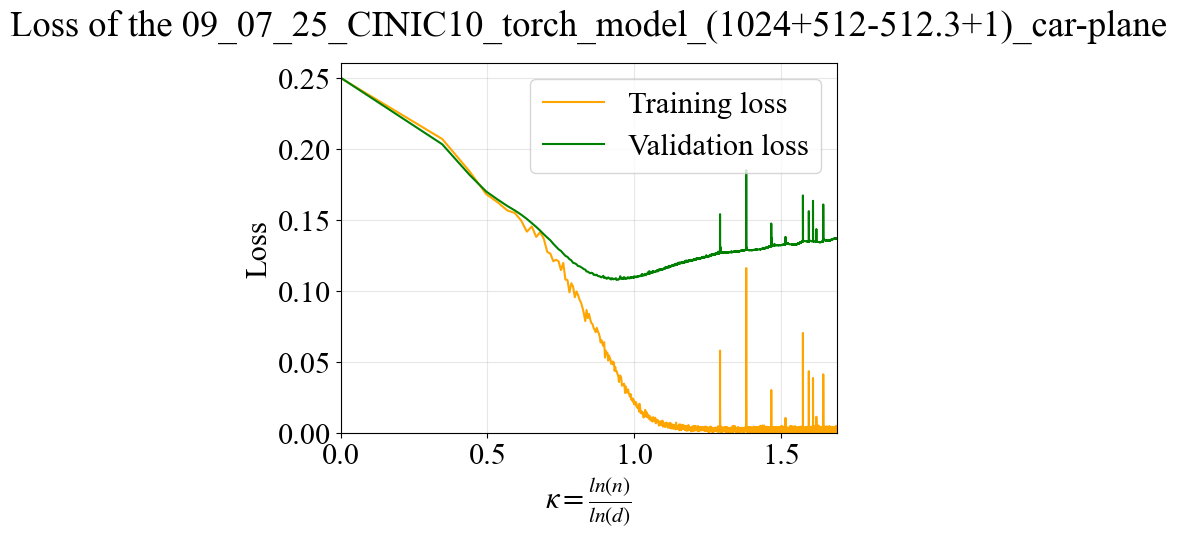 Loss of the 09_07_25_CINIC10_torch_model_(1024+512-512.3+1)_car-plane
0.25
0.20
0.15
0.10
0.05
0.00
Loss
Training loss
Validation loss
0.0 0.5 1.0 1.5
κ = ln(n)/ln(d)